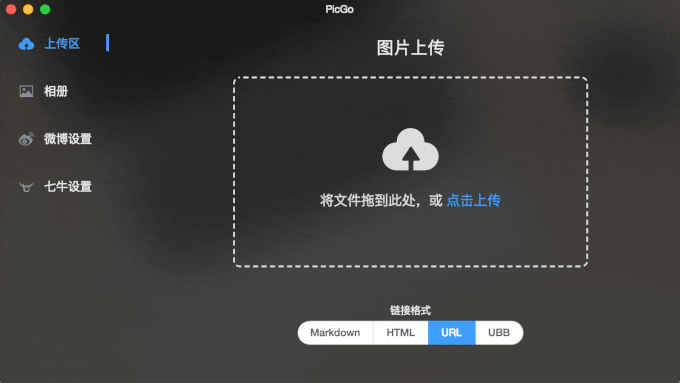 PicGo
上传区
相册
微博设置
七牛设置
图片上传
将文件拖到此处，或 点击上传
链接格式
Markdown HTML URL UBB